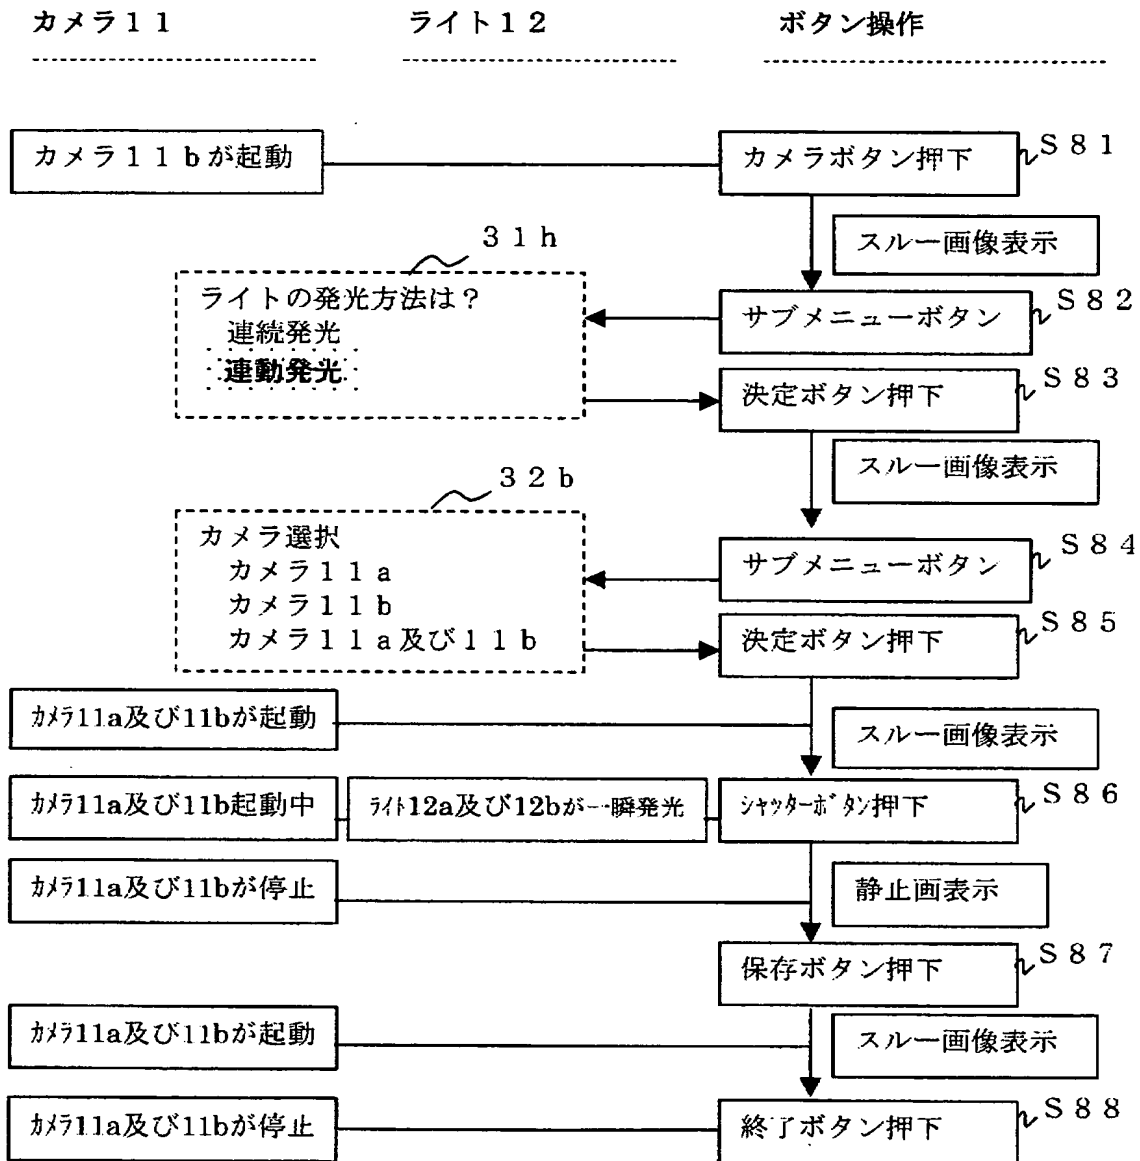 カメラ１１
ライト１２
ボタン操作
カメラ１１ｂが起動
カメラボタン押下
Ｓ８１
スルー画像表示
３１ｈ
ライトの発光方法は？
連続発光
連動発光
サブメニューボタン
Ｓ８２
決定ボタン押下
Ｓ８３
スルー画像表示
３２ｂ
カメラ選択
カメラ１１ａ
カメラ１１ｂ
カメラ１１ａ及び１１ｂ
サブメニューボタン
Ｓ８４
決定ボタン押下
Ｓ８５
ｶﾒﾗ11a及び11bが起動
スルー画像表示
ｶﾒﾗ11a及び11b起動中
ﾗｲﾄ12a及び12bが一瞬発光
ｼｬｯﾀｰﾎﾞﾀﾝ押下
Ｓ８６
ｶﾒﾗ11a及び11bが停止
静止画表示
保存ボタン押下
Ｓ８７
ｶﾒﾗ11a及び11bが起動
スルー画像表示
ｶﾒﾗ11a及び11bが停止
終了ボタン押下
Ｓ８８